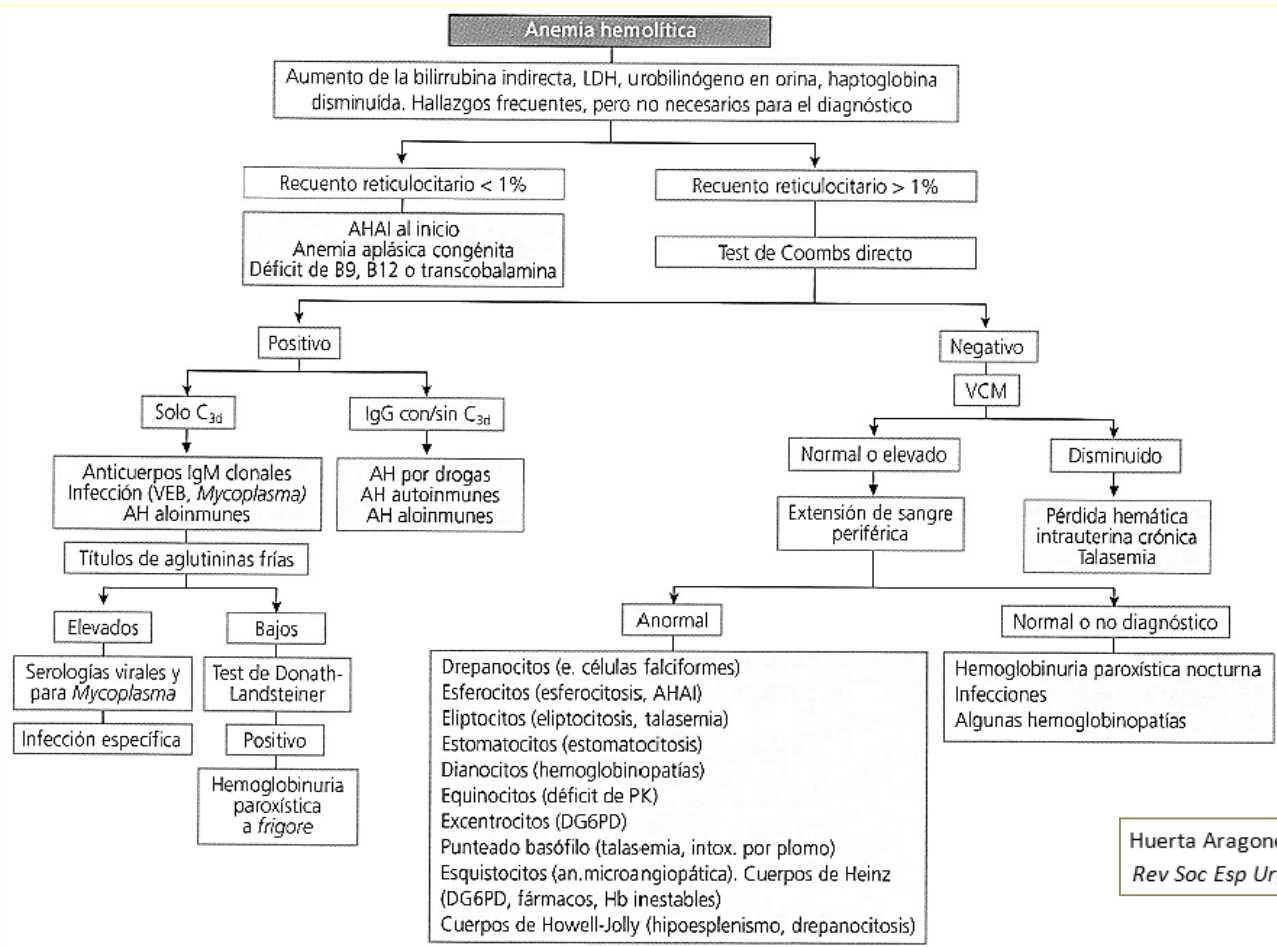 Anemia hemolítica
Aumento de la bilirrubina indirecta, LDH, urobilinógeno en orina, haptoglobina
disminuída. Hallazgos frecuentes, pero no necesarios para el diagnóstico
Recuento reticulocitario < 1%
Recuento reticulocitario > 1%
AHAI al inicio
Anemia aplásica congénita
Déficit de B9, B12 o transcobalamina
Test de Coombs directo
Positivo
Negativo
VCM
Solo C3d
IgG con/sin C3d
Normal o elevado
Disminuido
Anticuerpos IgM clonales
Infección (VEB, Mycoplasma)
AH aloinmunes
AH por drogas
AH autoinmunes
AH aloinmunes
Extensión de sangre
periférica
Pérdida hemática
intrauterina crónica
Talasemia
Títulos de aglutininas frías
Elevados
Bajos
Anormal
Normal o no diagnóstico
Serologías virales y
para Mycoplasma
Test de Donath-
Landsteiner
Infección específica
Positivo
Hemoglobinuria
paroxística
a frigore
Drepanocitos (e. células falciformes)
Esferocitos (esferocitosis, AHAI)
Eliptocitos (eliptocitosis, talasemia)
Estomatocitos (estomatocitosis)
Dianocitos (hemoglobinopatías)
Equinocitos (déficit de PK)
Excentrocitos (DG6PD)
Punteado basófilo (talasemia, intox. por plomo)
Esquistocitos (an.microangiopática). Cuerpos de Heinz
(DG6PD, fármacos, Hb inestables)
Cuerpos de Howell-Jolly (hipoesplenismo, drepanocitosis)
Hemoglobinuria paroxística nocturna
Infecciones
Algunas hemoglobinopatías
Huerta Aragone
Rev Soc Esp Ur